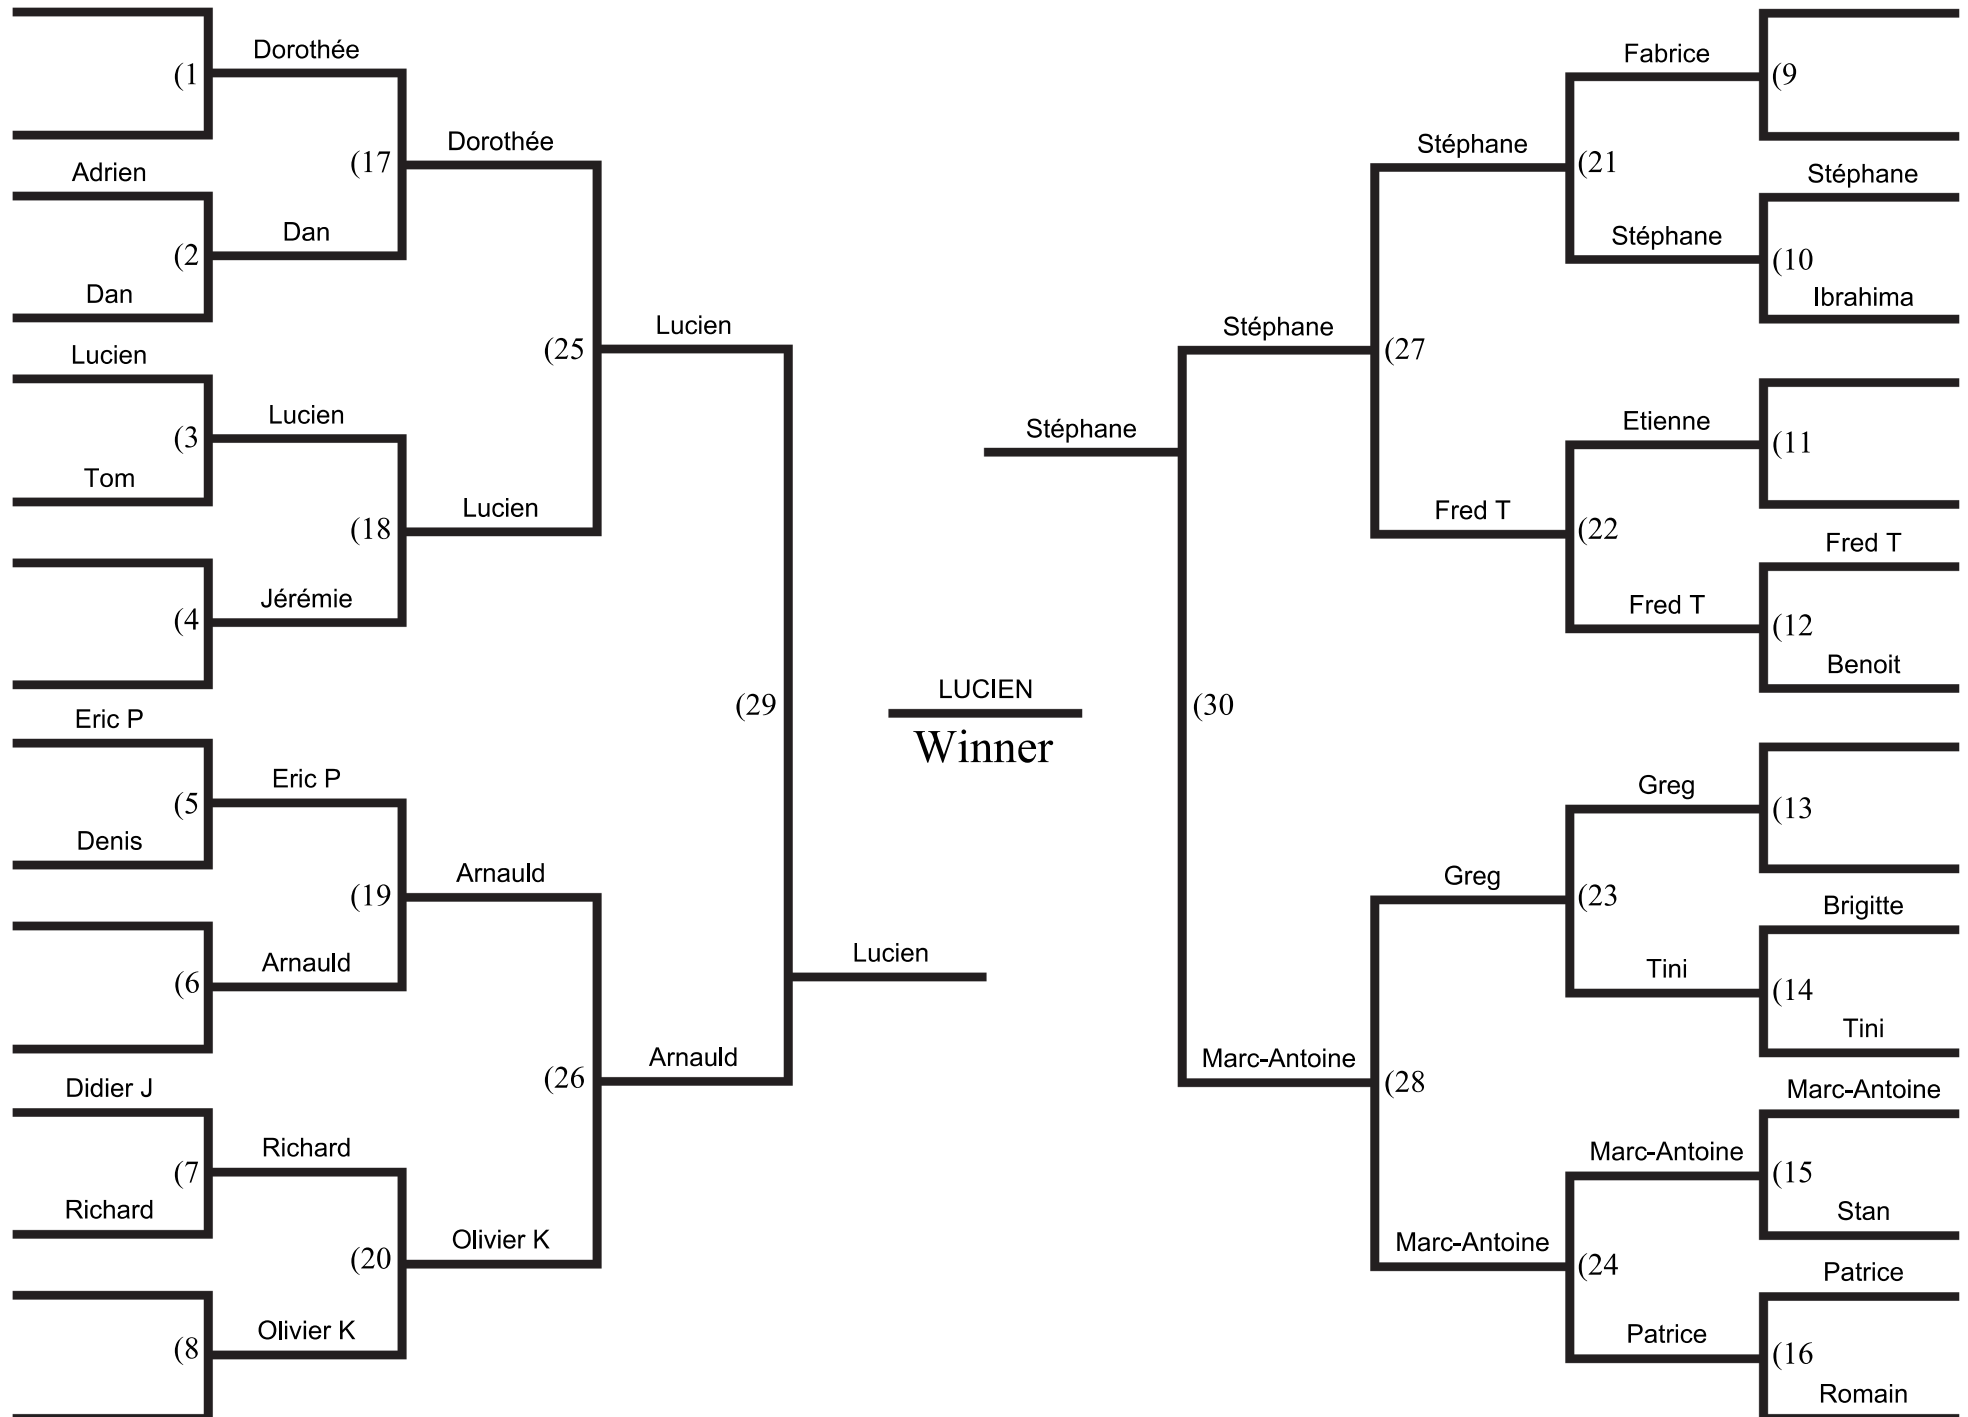 Dorothée
(1
Adrien
(17
Dorothée
(2
Dan
Dan
Lucien
(25
Lucien
(3
Lucien
Tom
(18
Lucien
(4
Jérémie
(29
Eric P
(5
Eric P
Denis
(19
Arnauld
(6
Arnauld
Lucien
Didier J
(26
Arnauld
(7
Richard
Richard
(20
Olivier K
(8
Olivier K
LUCIEN
Winner
Fabrice
(9
Stéphane
(21
Stéphane
Stéphane
(10
Ibrahima
Stéphane
(27
Stéphane
Etienne
(11
Fred T
(22
Fred T
Fred T
(12
Benoit
(30
Greg
(13
Greg
(23
Brigitte
Tini
(14
Tini
Marc-Antoine
(28
Marc-Antoine
Marc-Antoine
(15
Stan
Marc-Antoine
(24
Patrice
Patrice
(16
Romain